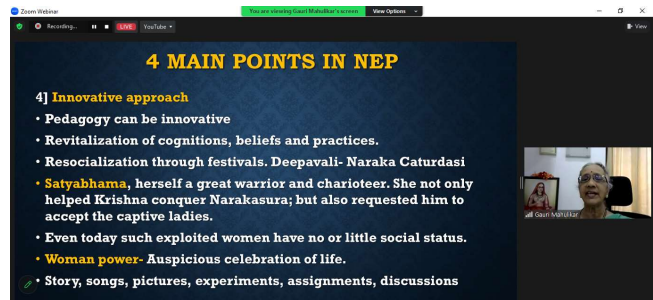 Zoom Webinar
You are viewing Gauri Mahulikar's screen View Options
Recording... LIVE YouTube View
4 MAIN POINTS IN NEP
4] Innovative approach
• Pedagogy can be innovative
• Revitalization of cognitions, beliefs and practices.
• Resocialization through festivals. Deepavali- Naraka Caturdasi
• Satyabhama, herself a great warrior and charioteer. She not only
helped Krishna conquer Narakasura; but also requested him to
accept the captive ladies.
• Even today such exploited women have no or little social status.
• Woman power- Auspicious celebration of life.
• Story, songs, pictures, experiments, assignments, discussions
Gauri Mahulikar